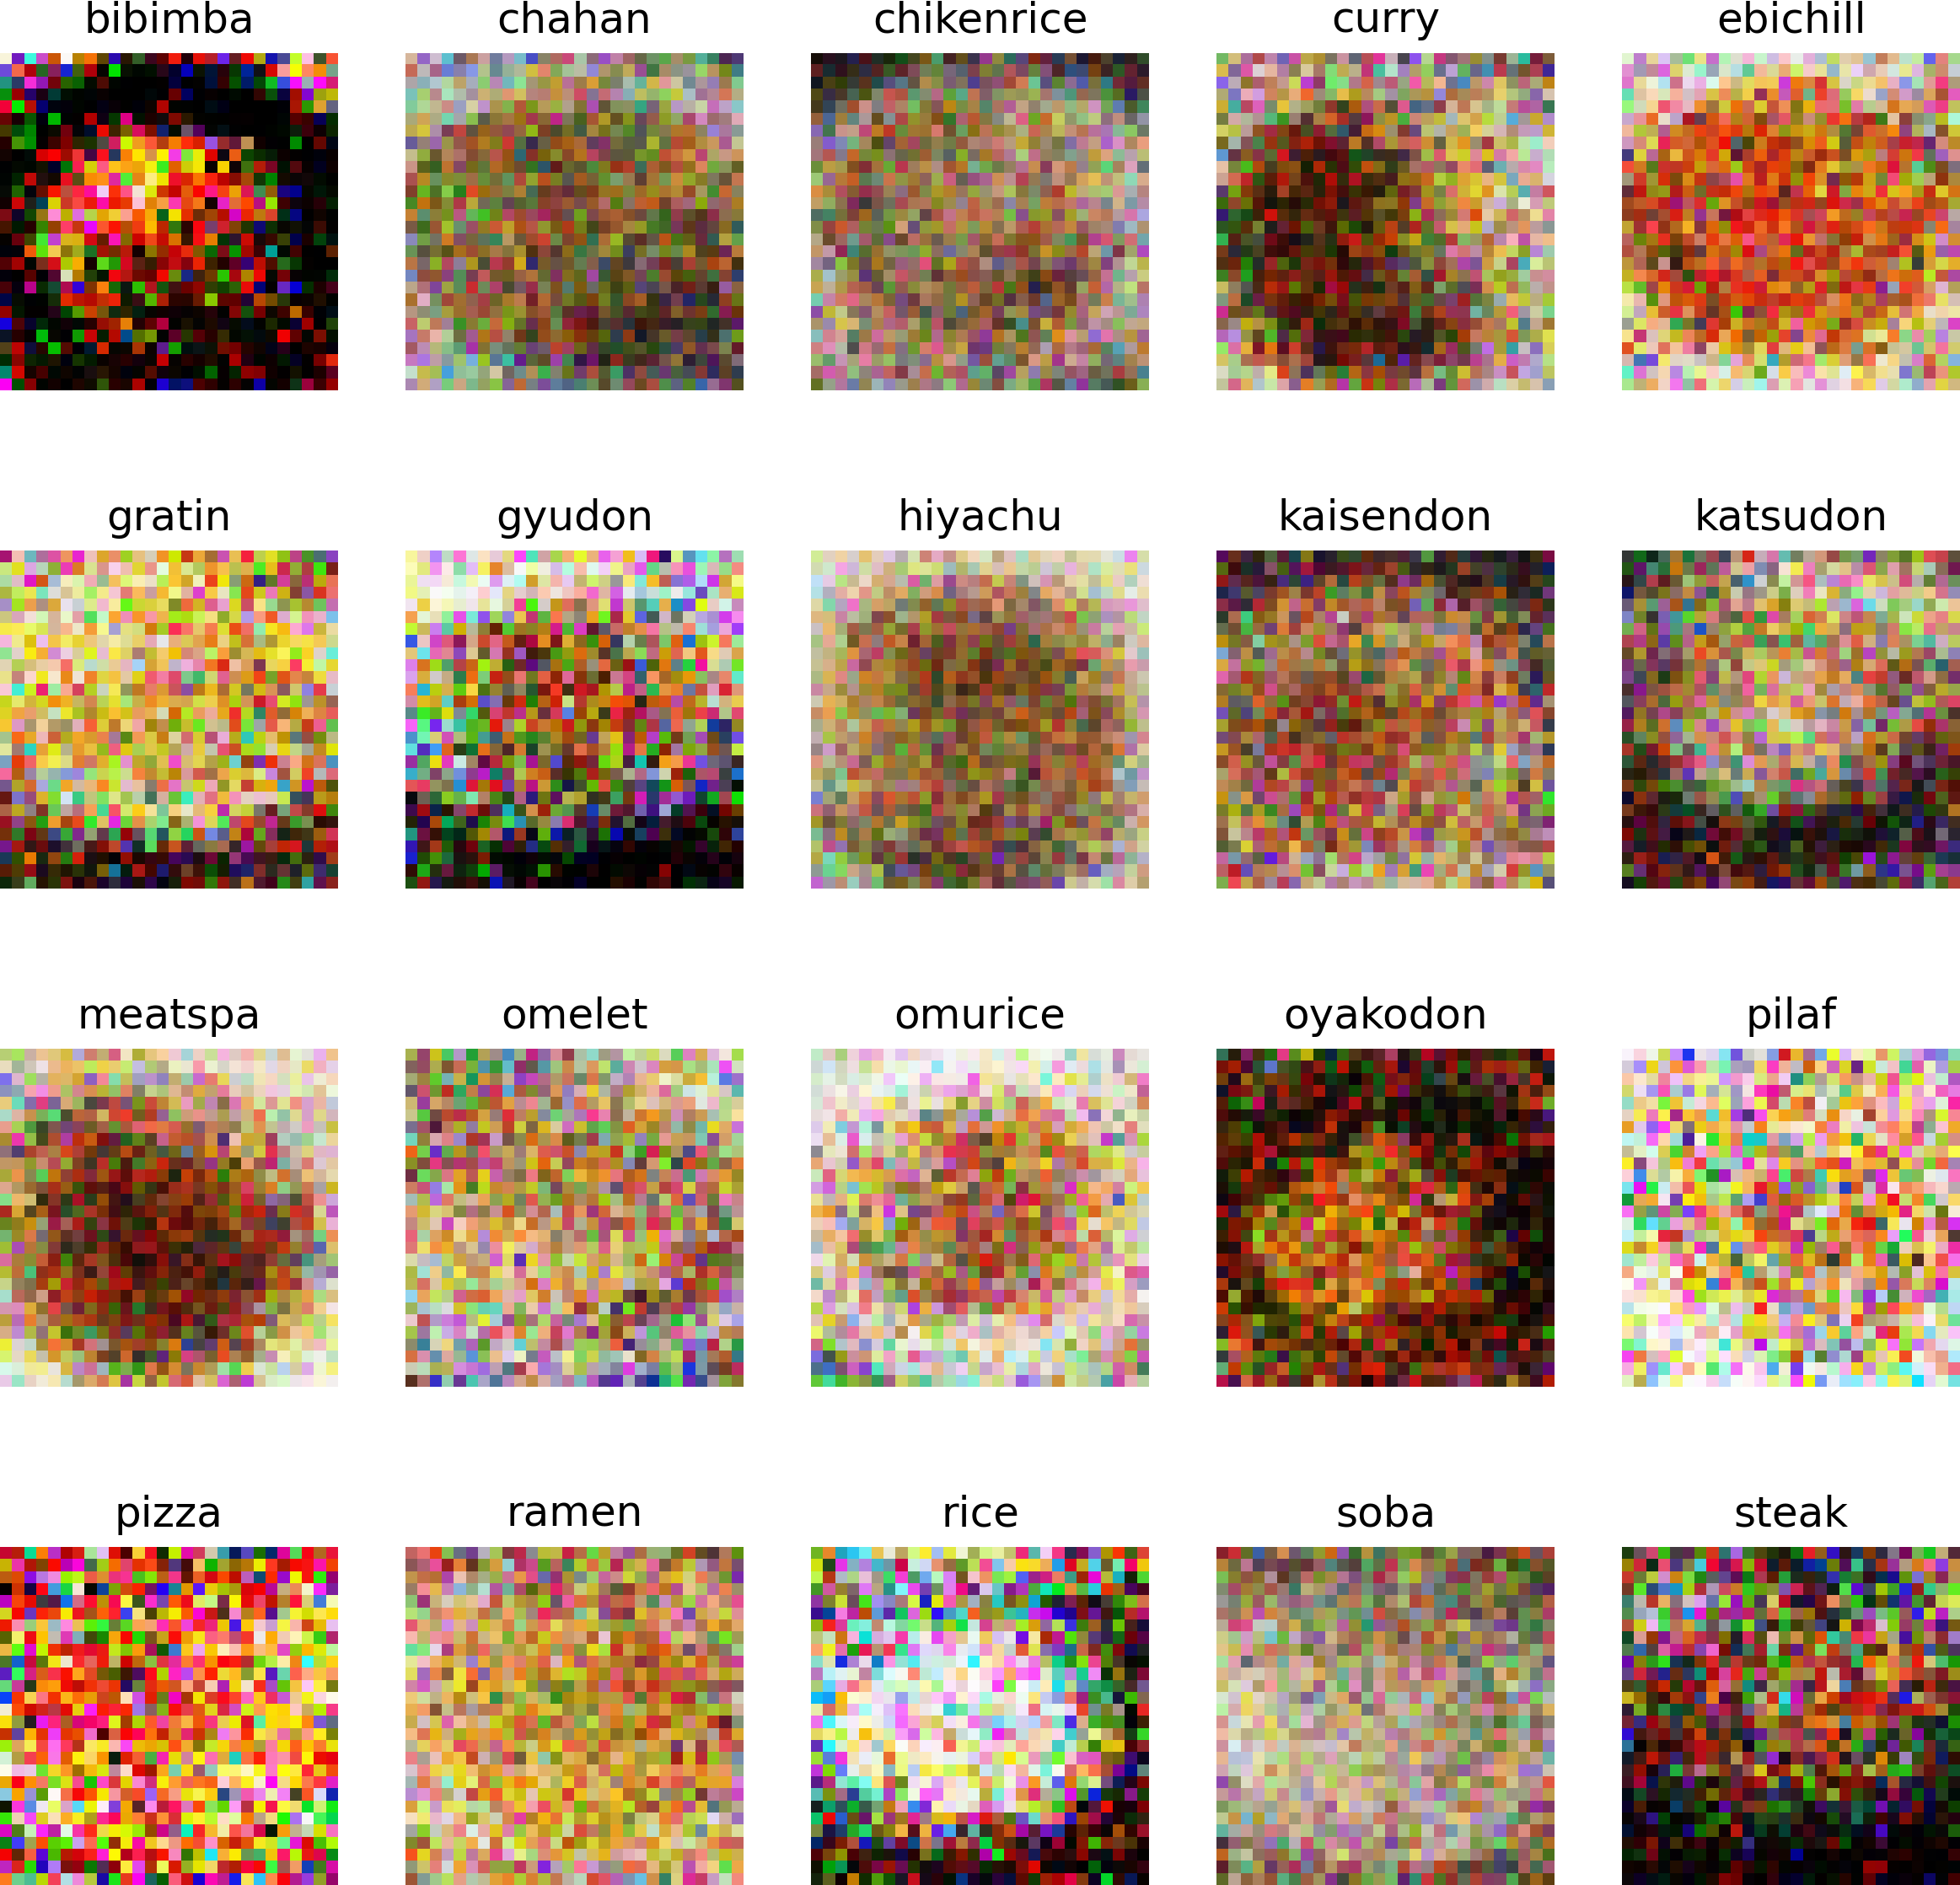 bibimba chahan chikenrice curry ebichill
gratin gyudon hiyachu kaisendon katsudon
meatspa omelet omurice oyakodon pilaf
pizza ramen rice soba steak